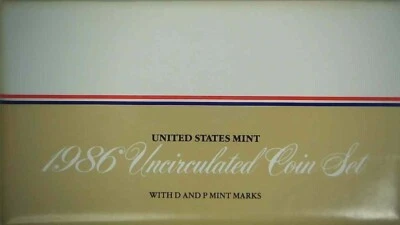 UNITED STATES MINT
1986 Uncirculated Coin Set
WITH D AND P MINT MARKS